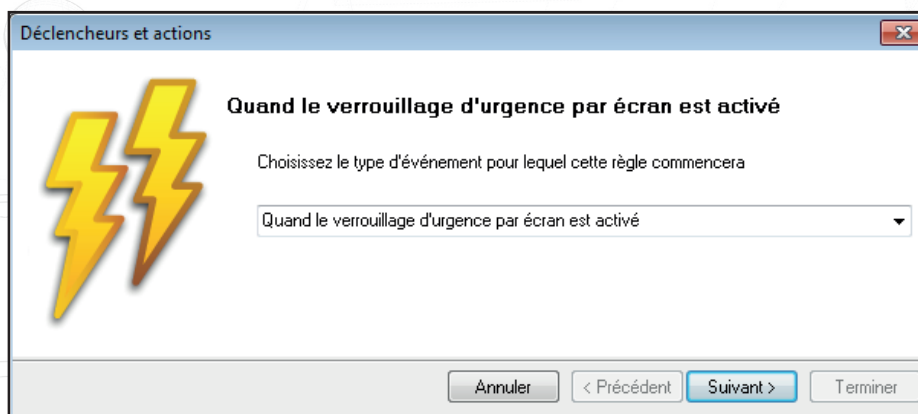 Déclencheurs et actions
Quand le verrouillage d'urgence par écran est activé
Choisissez le type d'événement pour lequel cette règle commencera
Quand le verrouillage d'urgence par écran est activé
Annuler
< Précédent
Suivant >
Terminer